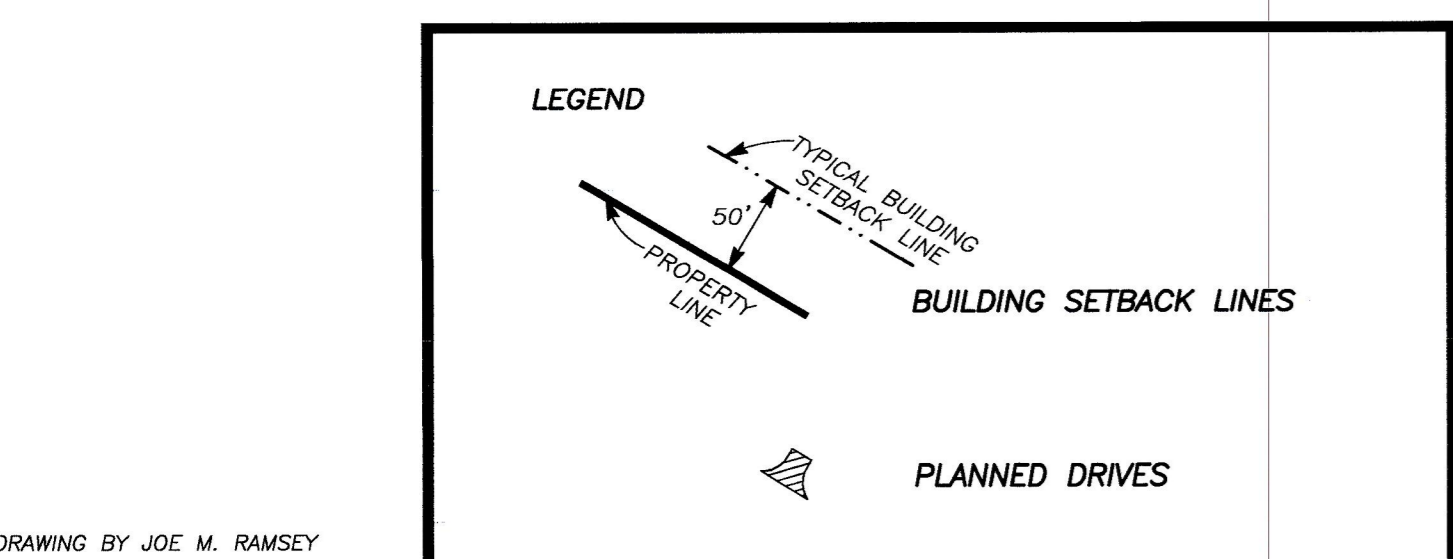 LEGEND
TYPICAL BUILDING
SETBACK LINE
50'
PROPERTY
LINE
BUILDING SETBACK LINES
PLANNED DRIVES
DRAWING BY JOE M. RAMSEY